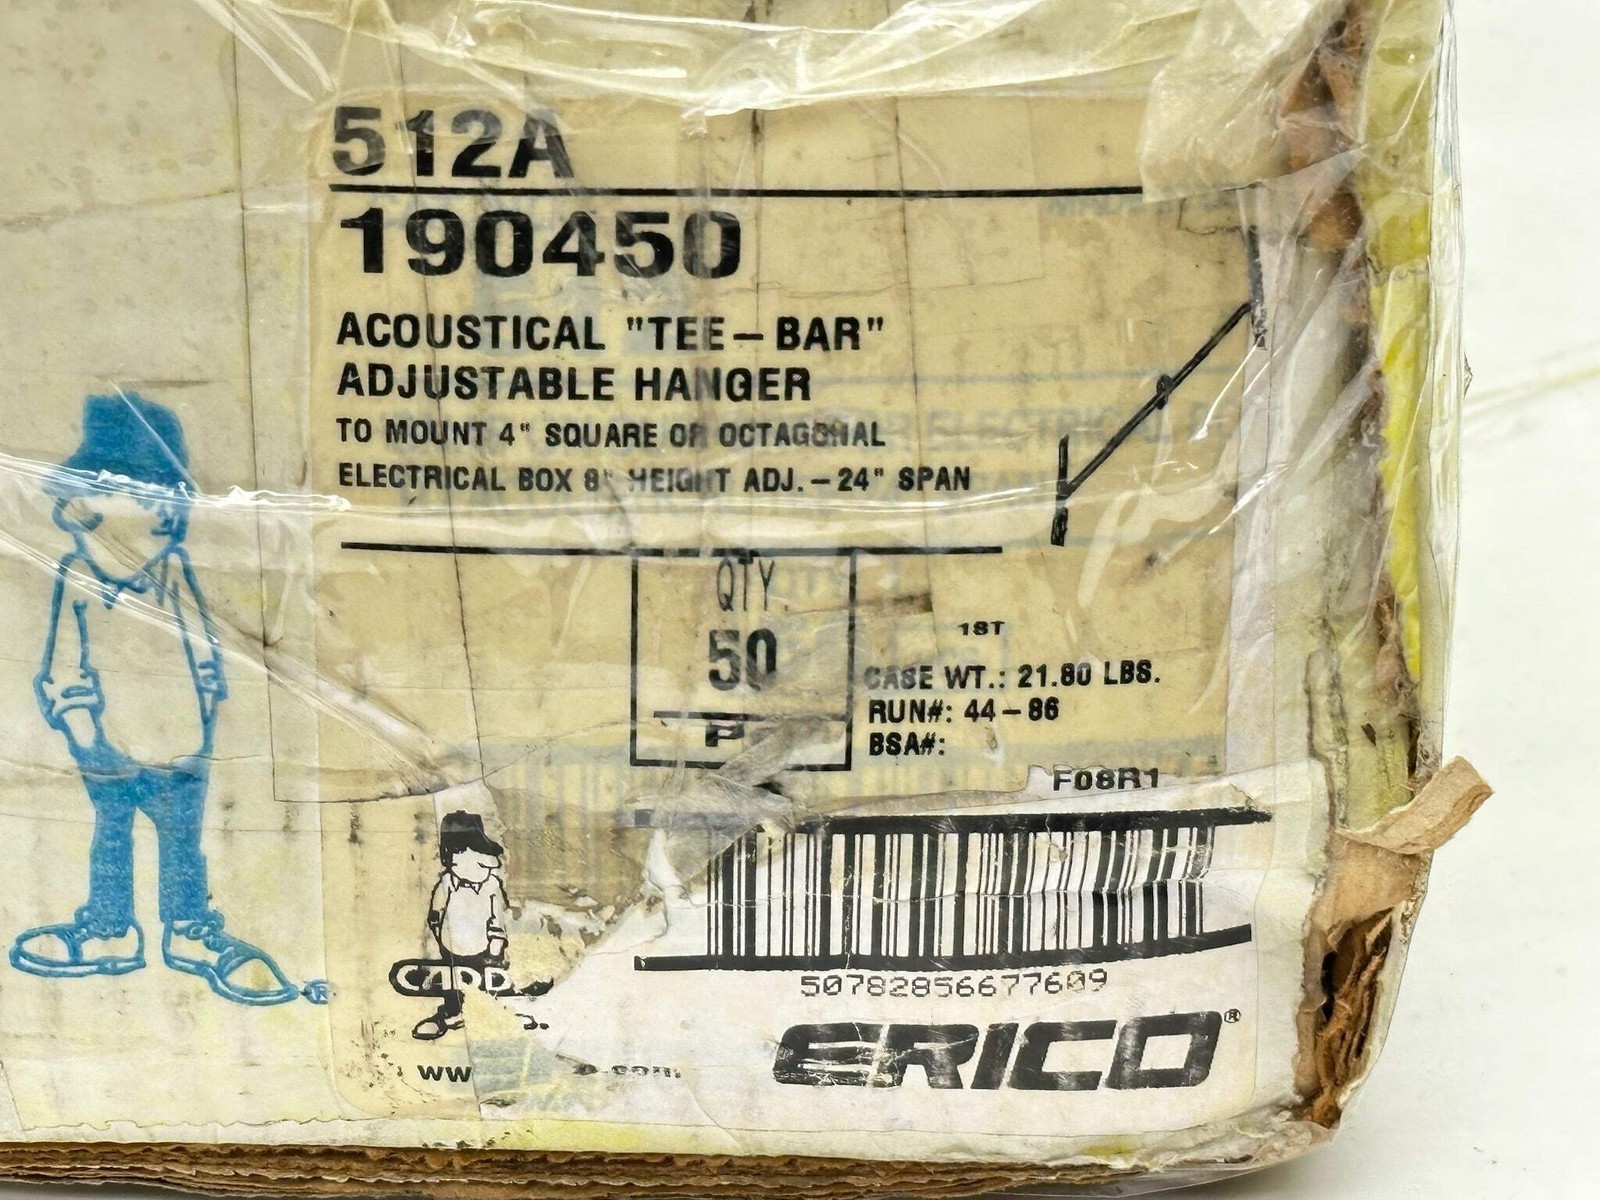 512A
190450
ACOUSTICAL "TEE-BAR"
ADJUSTABLE HANGER
TO MOUNT 4" SQUARE OR OCTAGONAL
ELECTRICAL BOX 8" HEIGHT ADJ.-24" SPAN
QTY.
50
1ST
CASE WT.: 21.80 LBS.
RUN#: 44-86
BSA#:
F08R1
50782856677609
CADD
ERICO®
®